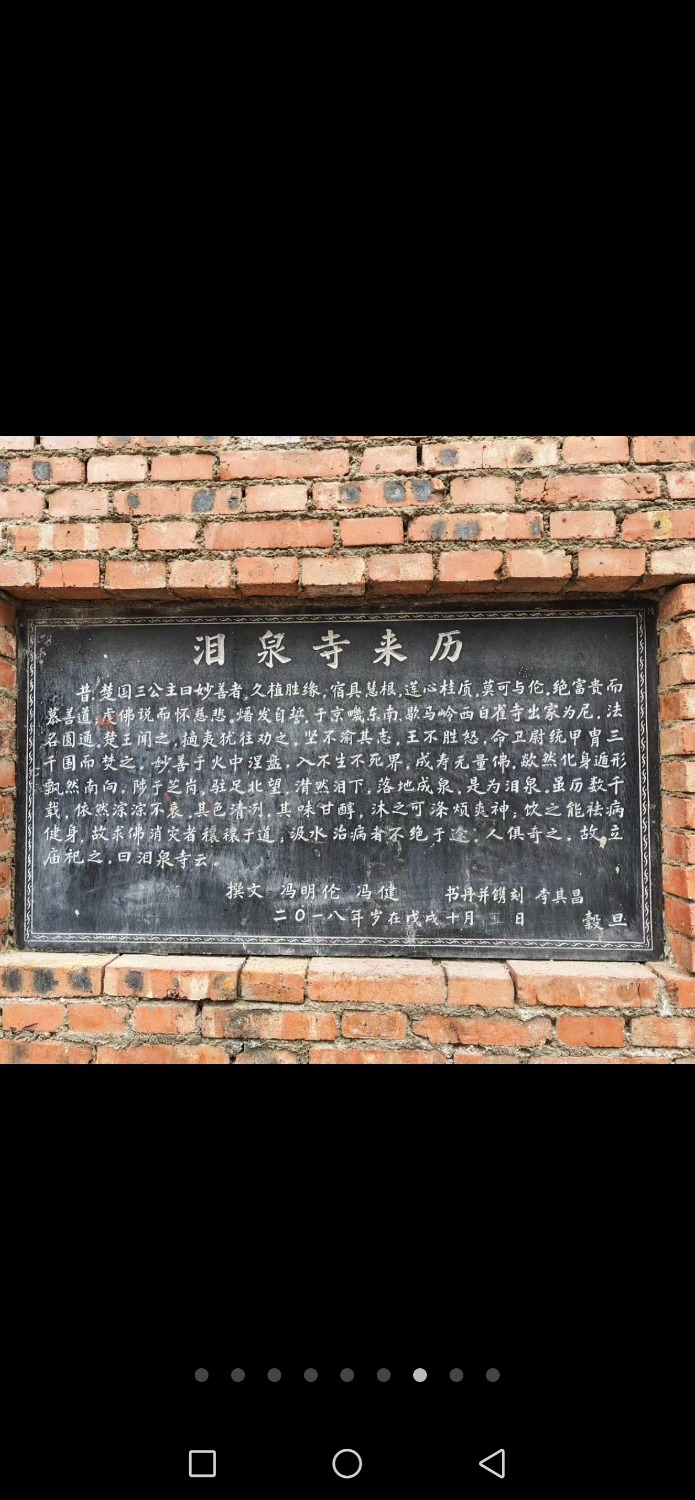 泪泉寺来历
昔,楚国三公主曰妙善者,久植胜缘,宿具慧根,莲心桂质,莫可与伦,绝富贵而
慕善道,虔佛说而怀慈悲,燔发自誓,于京畿东南,歇马岭西白雀寺出家为尼,法
名圆通,楚王闻之,犹往劝之,坚不渝其志,王不胜怒,命卫尉统甲胄三
千围而焚之,妙善于火中涅盘,入不生不死界,成寿无量佛,欻然化身遁形
飘然南向,陟于芝岗,驻足北望,潸然泪下,落地成泉,是为泪泉,虽历数千
载,依然淙淙不衰,其色清洌,其味甘醇,沐之可涤烦爽神;饮之能祛病
健身,故求佛消灾者穰穰于道;汲水治病者不绝于途,人俱奇之,故立
庙祀之,曰泪泉寺云。
撰文 冯明伦 冯健 书丹并镌刻 李其昌
二〇一八年岁在戊戌十月 日 穀旦